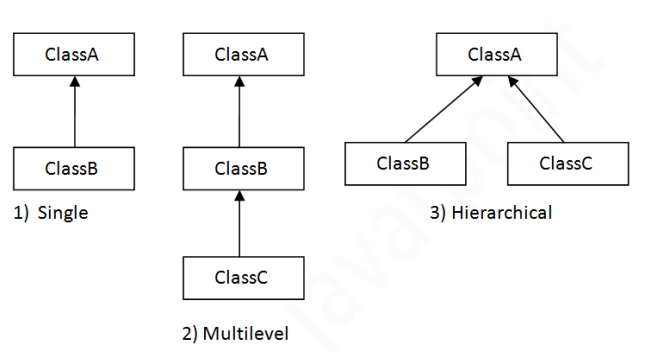 ClassA
ClassB
1) Single
ClassA
ClassB
ClassC
2) Multilevel
ClassA
ClassB
ClassC
3) Hierarchical